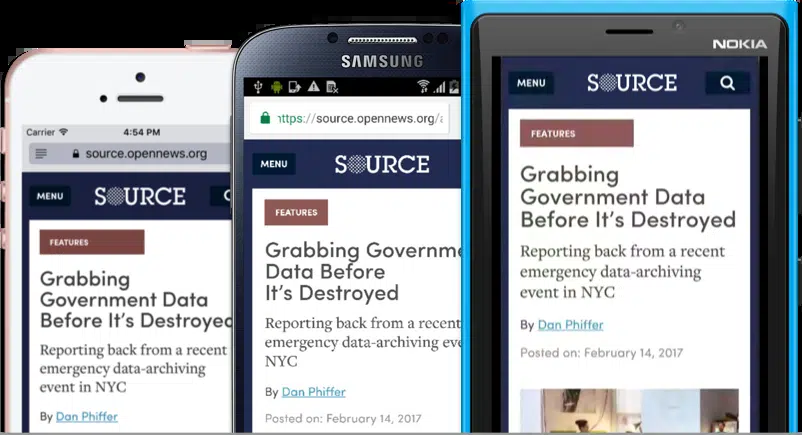 Carrier
4:54 PM
source.opennews.org
MENU
SOURCE
FEATURES
Grabbing
Government Data
Before It's Destroyed
Reporting back from a recent
emergency data-archiving
event in NYC
By Dan Phiffer
SAMSUNG
https://source.opennews.org/
MENU
SOURCE
FEATURES
Grabbing Governme
Data Before
It's Destroyed
Reporting back from a recent
emergency data-archiving eve
NYC
By Dan Phiffer
Posted on: February 14, 2017
NOKIA
MENU
SOURCE
FEATURES
Grabbing
Government Data
Before It's Destroyed
Reporting back from a recent
emergency data-archiving
event in NYC
By Dan Phiffer
Posted on: February 14, 2017